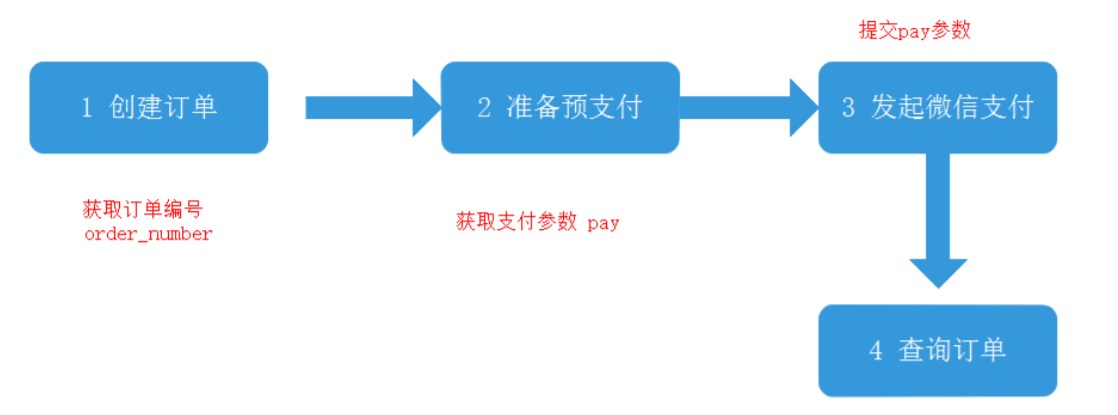 提交pay参数
1 创建订单
2 准备预支付
3 发起微信支付
获取订单编号
order_number
获取支付参数 pay
4 查询订单